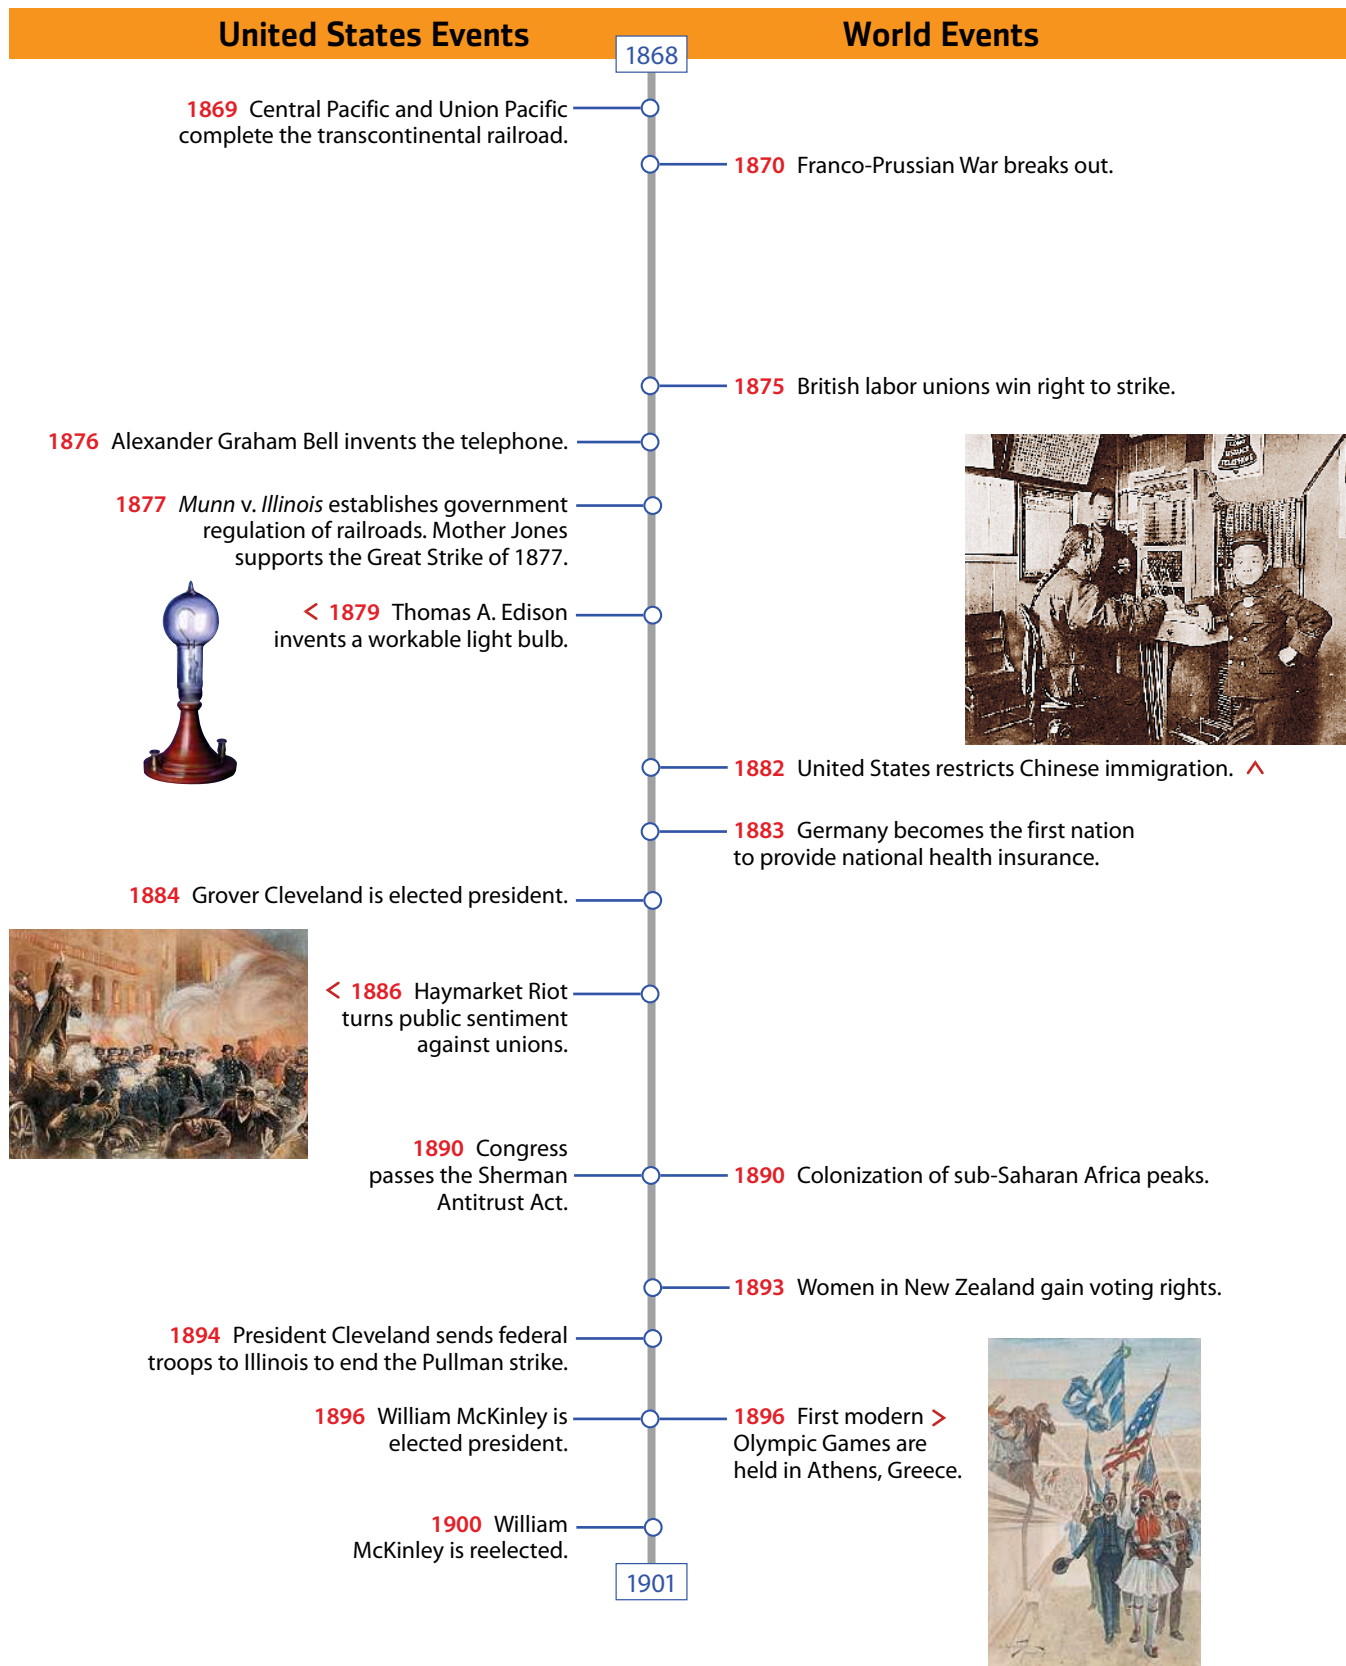 United States Events
World Events
1868
1869 Central Pacific and Union Pacific
complete the transcontinental railroad.
1870 Franco-Prussian War breaks out.
1875 British labor unions win right to strike.
1876 Alexander Graham Bell invents the telephone.
1877 Munn v. Illinois establishes government
regulation of railroads. Mother Jones
supports the Great Strike of 1877.
< 1879 Thomas A. Edison
invents a workable light bulb.
TELEPHONE
1882 United States restricts Chinese immigration. ^
1883 Germany becomes the first nation
to provide national health insurance.
1884 Grover Cleveland is elected president.
< 1886 Haymarket Riot
turns public sentiment
against unions.
1890 Congress
passes the Sherman
Antitrust Act.
1890 Colonization of sub-Saharan Africa peaks.
1893 Women in New Zealand gain voting rights.
1894 President Cleveland sends federal
troops to Illinois to end the Pullman strike.
1896 William McKinley is
elected president.
1896 First modern >
Olympic Games are
held in Athens, Greece.
1900 William
McKinley is reelected.
1901